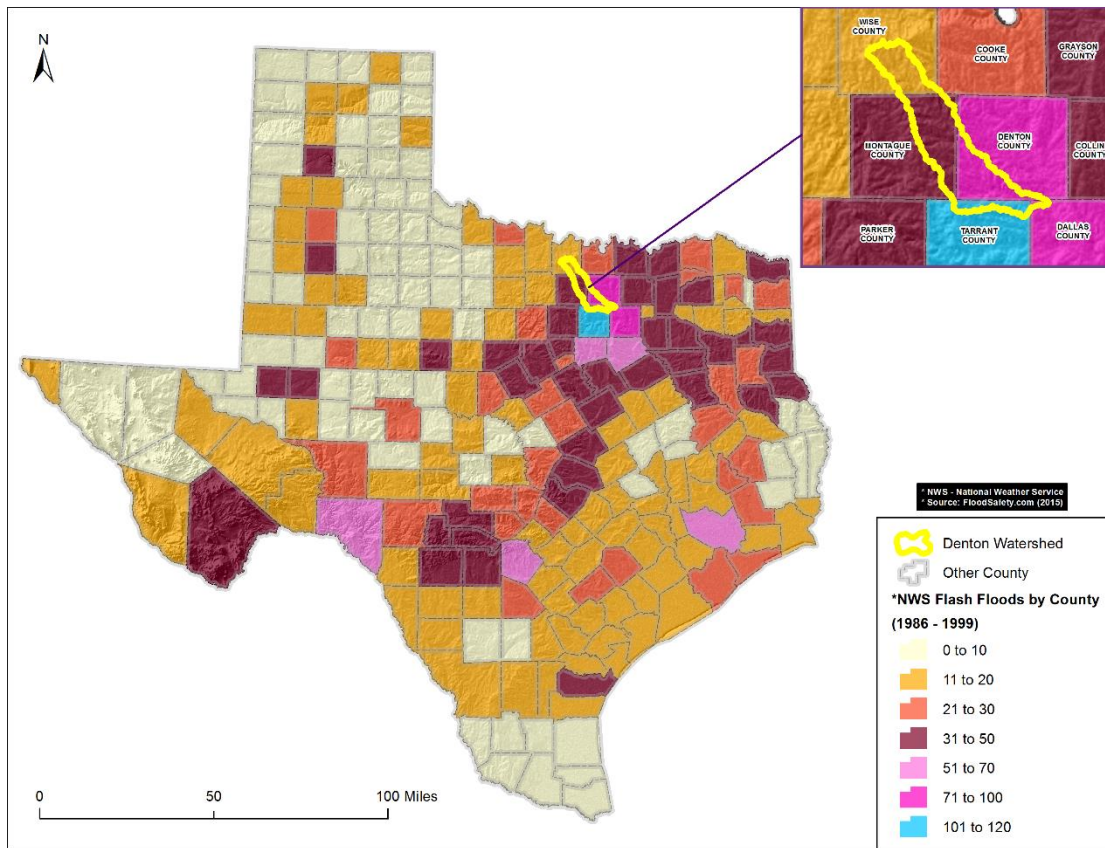 N
WISE
COUNTY
COOKE
COUNTY
GRAYSON
COUNTY
MONTAGUE
COUNTY
DENTON
COUNTY
COLLIN
COUNTY
PARKER
COUNTY
TARRANT
COUNTY
DALLAS
COUNTY
* NWS - National Weather Service
* Source: FloodSafety.com (2015)
Denton Watershed
Other County
*NWS Flash Floods by County
(1986 - 1999)
0 to 10
11 to 20
21 to 30
31 to 50
51 to 70
71 to 100
101 to 120
0 50 100 Miles